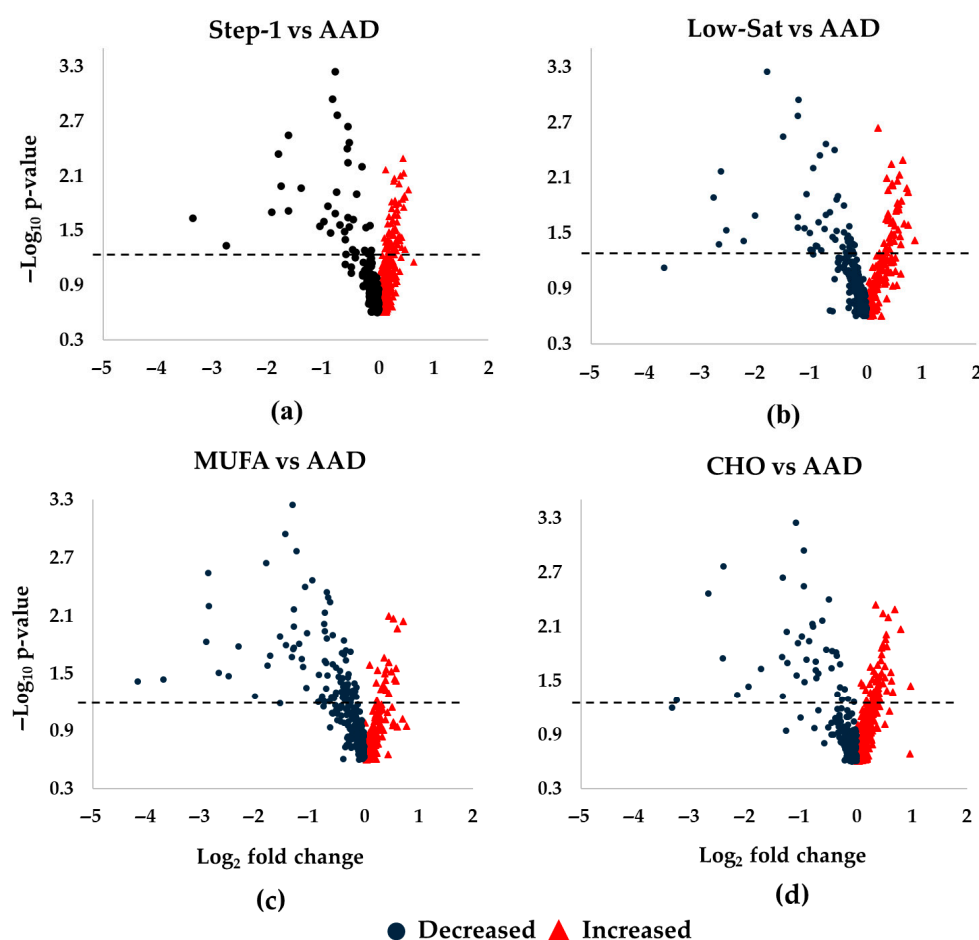 Step-1 vs AAD
3.3
2.7
2.1
1.5
0.9
0.3
−Log10 p-value
−5 −4 −3 −2 −1 0 1 2
(a)
Low-Sat vs AAD
3.3
2.7
2.1
1.5
0.9
0.3
−5 −4 −3 −2 −1 0 1 2
(b)
MUFA vs AAD
3.3
2.7
2.1
1.5
0.9
0.3
−Log10 p-value
−5 −4 −3 −2 −1 0 1 2
Log2 fold change
(c)
CHO vs AAD
3.3
2.7
2.1
1.5
0.9
0.3
−5 −4 −3 −2 −1 0 1 2
Log2 fold change
(d)
Decreased Increased